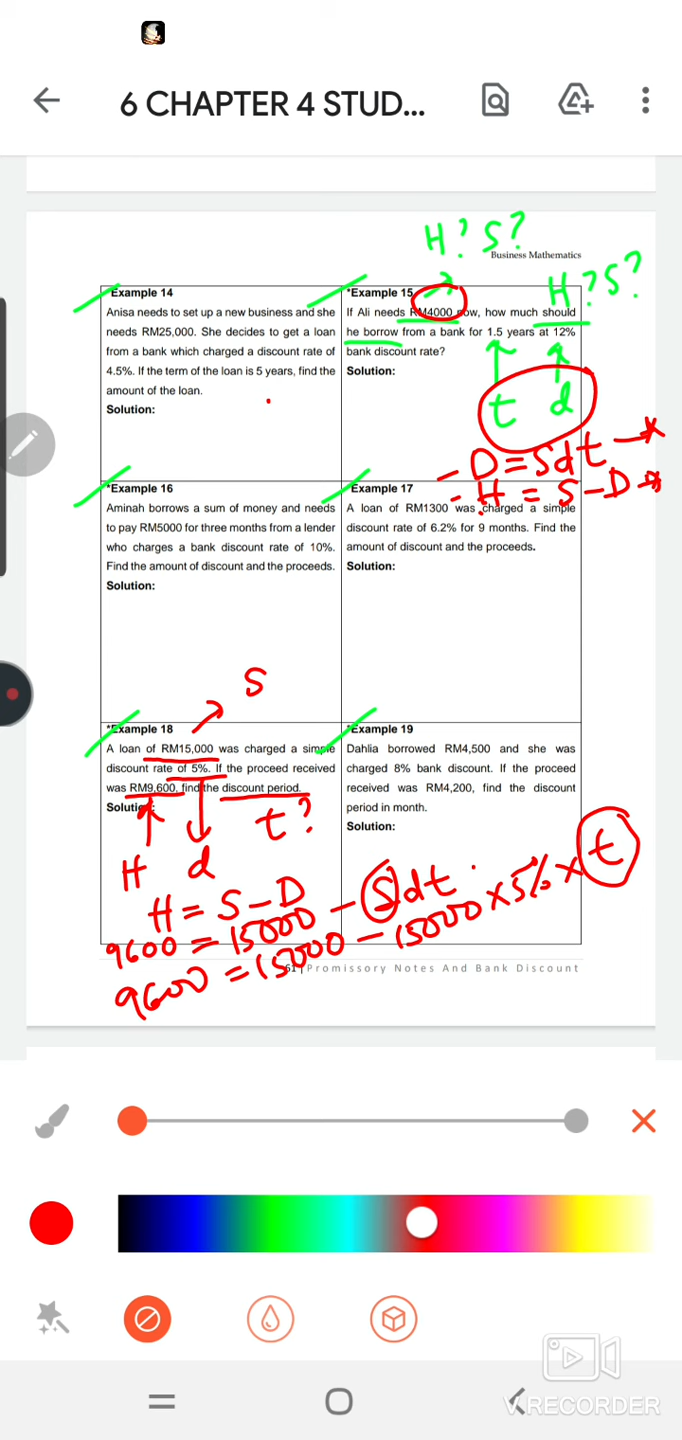 6 CHAPTER 4 STUD...
H? S?
Business Mathematics
H? S?
*Example 14
Anisa needs to set up a new business and she
needs RM25,000. She decides to get a loan
from a bank which charged a discount rate of
4.5%. If the term of the loan is 5 years, find the
amount of the loan.
Solution:
*Example 15
If Ali needs RM4000 now, how much should
he borrow from a bank for 1.5 years at 12%
bank discount rate?
Solution:
t d
- D = Sdt
- H = S - D
*Example 16
Aminah borrows a sum of money and needs
to pay RM5000 for three months from a lender
who charges a bank discount rate of 10%.
Find the amount of discount and the proceeds.
Solution:
*Example 17
A loan of RM1300 was charged a simple
discount rate of 6.2% for 9 months. Find the
amount of discount and the proceeds.
Solution:
S
*Example 18
A loan of RM15,000 was charged a simple
discount rate of 5%. If the proceed received
was RM9,600, find the discount period.
Solution:
t?
H d
*Example 19
Dahlia borrowed RM4,500 and she was
charged 8% bank discount. If the proceed
received was RM4,200, find the discount
period in month.
Solution:
H = S - D
9600 = 15000 - Sdt
9600 = 15000 - 15000 x 5% x t
61 | Promissory Notes And Bank Discount
V.RECORDER